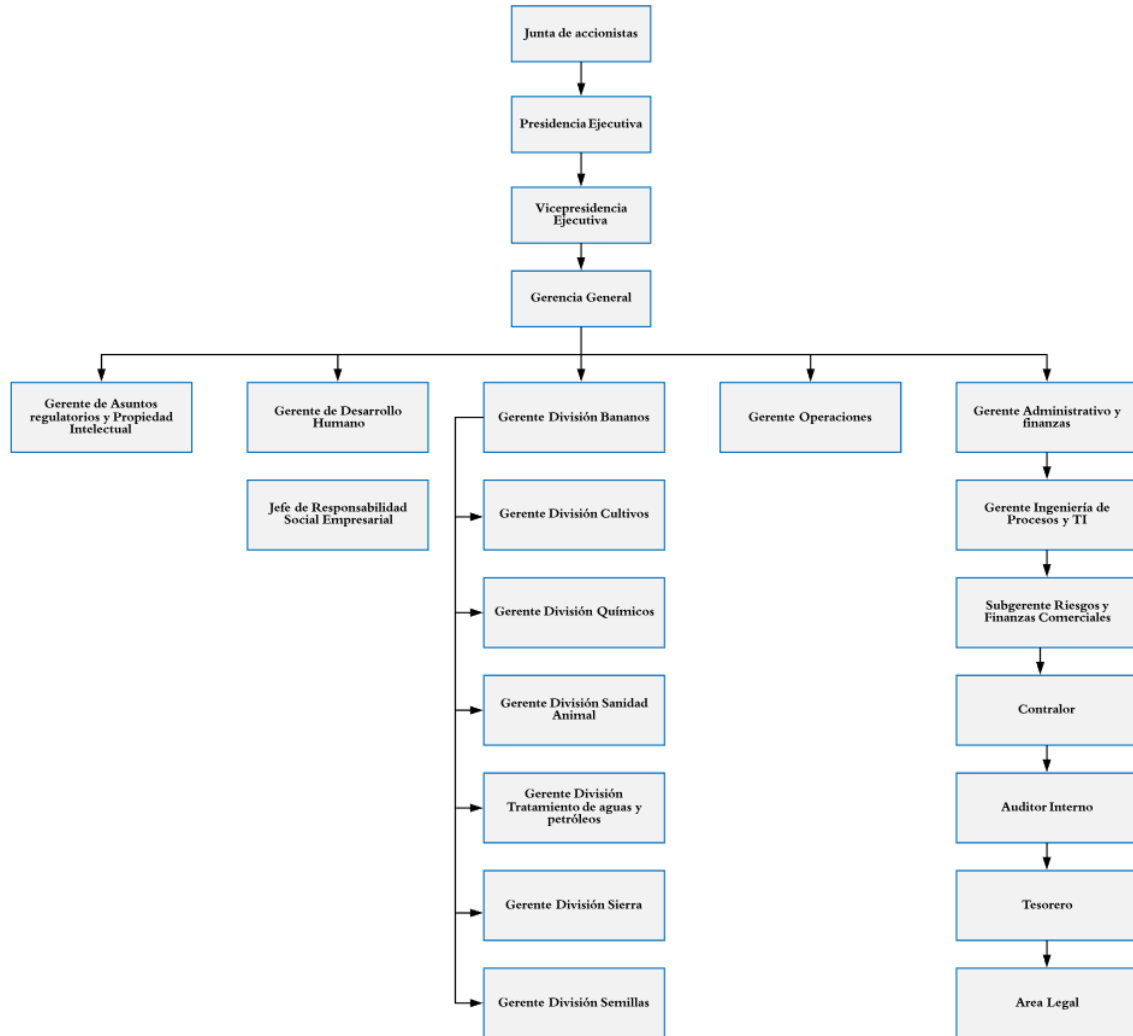 Junta de accionistas
Presidencia Ejecutiva
Vicepresidencia
Ejecutiva
Gerencia General
Gerente de Asuntos
regulatorios y Propiedad
Intelectual
Gerente de Desarrollo
Humano
Gerente División Bananos
Gerente Operaciones
Gerente Administrativo y
finanzas
Jefe de Responsabilidad
Social Empresarial
Gerente División Cultivos
Gerente Ingeniería de
Procesos y TI
Gerente División Químicos
Subgerente Riesgos y
Finanzas Comerciales
Gerente División Sanidad
Animal
Contralor
Gerente División
Tratamiento de aguas y
petróleos
Auditor Interno
Gerente División Sierra
Tesorero
Gerente División Semillas
Area Legal